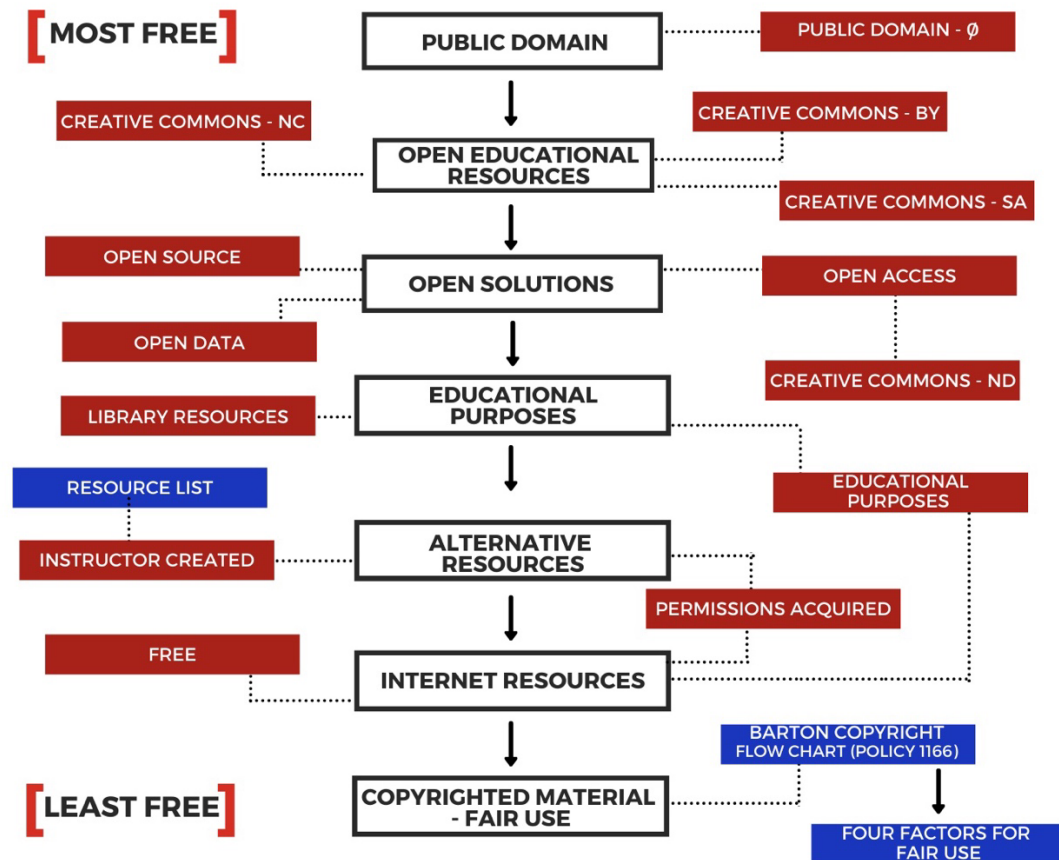 [MOST FREE]
PUBLIC DOMAIN
PUBLIC DOMAIN - Ø
CREATIVE COMMONS - NC
CREATIVE COMMONS - BY
OPEN EDUCATIONAL
RESOURCES
CREATIVE COMMONS - SA
OPEN SOURCE
OPEN SOLUTIONS
OPEN ACCESS
OPEN DATA
CREATIVE COMMONS - ND
LIBRARY RESOURCES
EDUCATIONAL
PURPOSES
RESOURCE LIST
EDUCATIONAL
PURPOSES
INSTRUCTOR CREATED
ALTERNATIVE
RESOURCES
PERMISSIONS ACQUIRED
FREE
INTERNET RESOURCES
BARTON COPYRIGHT
FLOW CHART (POLICY 1166)
[LEAST FREE]
COPYRIGHTED MATERIAL
- FAIR USE
FOUR FACTORS FOR
FAIR USE